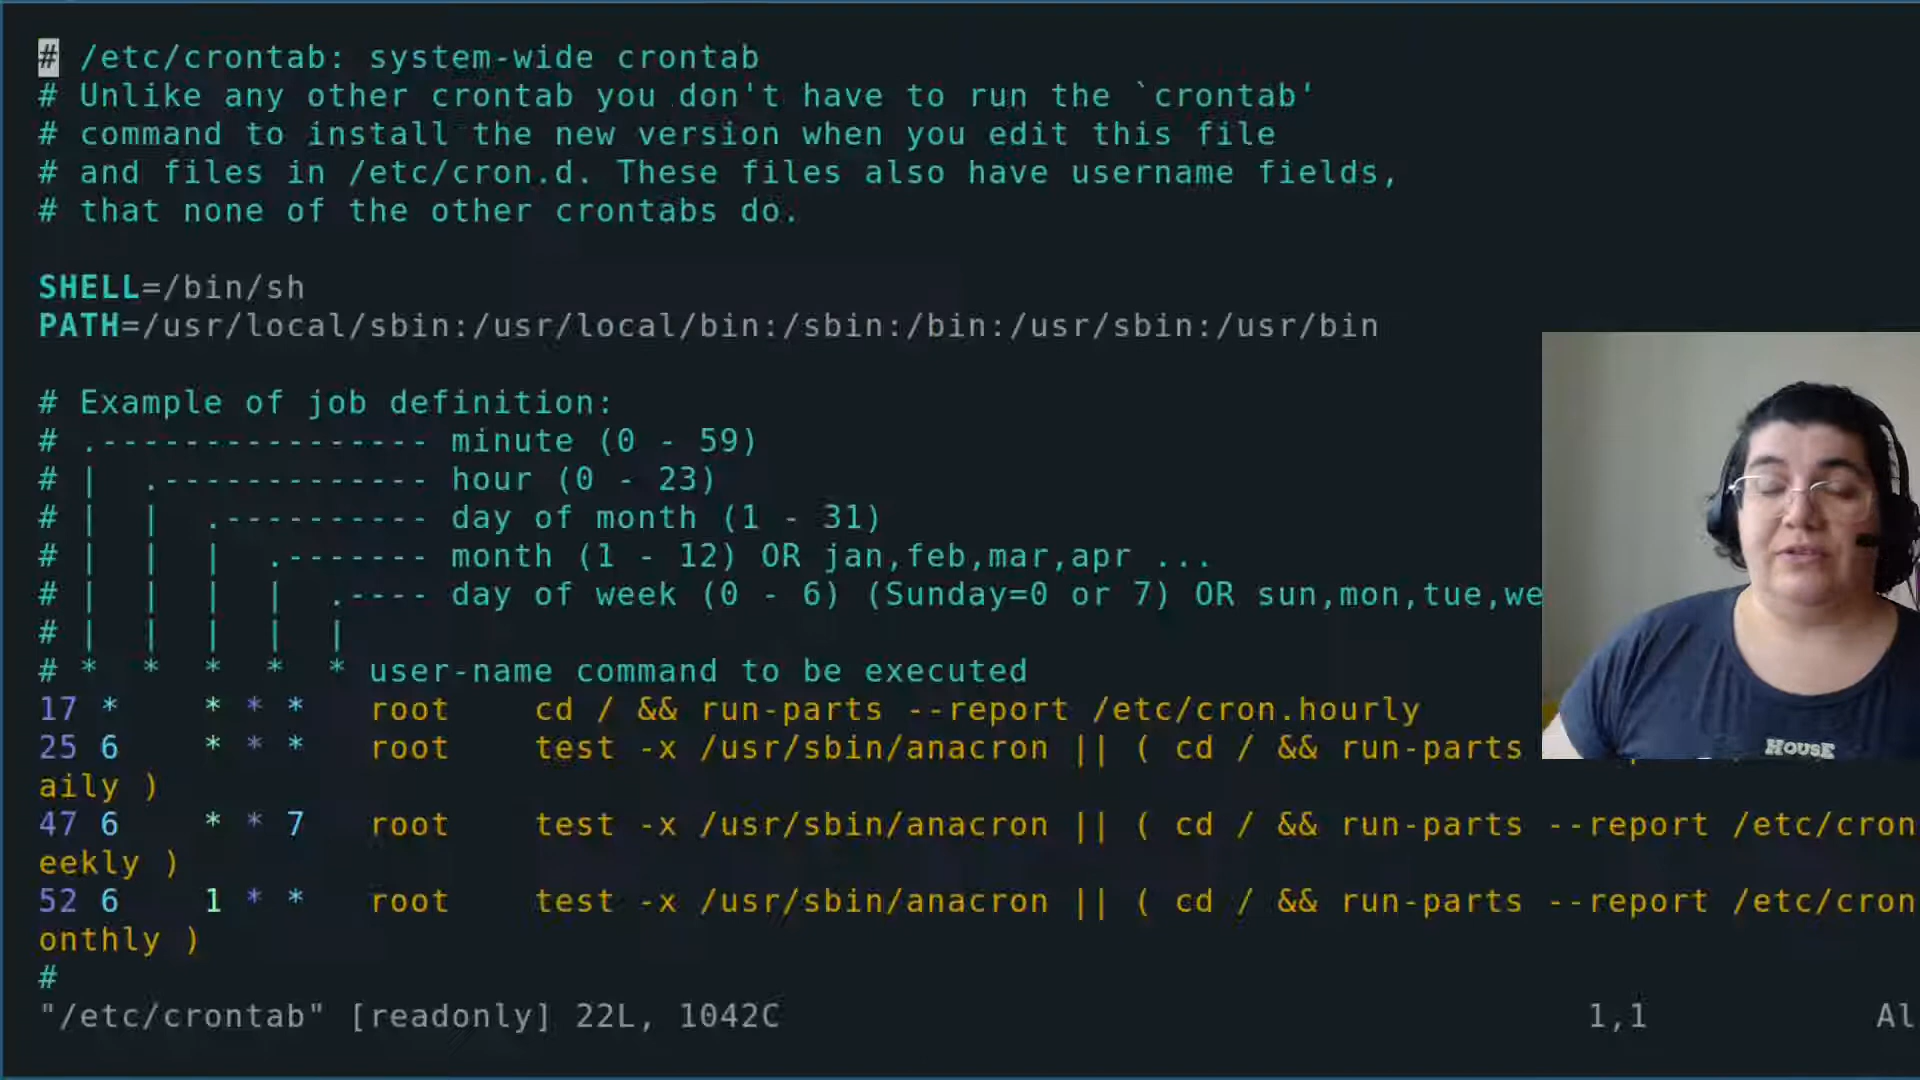 # /etc/crontab: system-wide crontab
# Unlike any other crontab you don't have to run the `crontab'
# command to install the new version when you edit this file
# and files in /etc/cron.d. These files also have username fields,
# that none of the other crontabs do.
SHELL=/bin/sh
PATH=/usr/local/sbin:/usr/local/bin:/sbin:/bin:/usr/sbin:/usr/bin
# Example of job definition:
# .---------------- minute (0 - 59)
# |  .------------- hour (0 - 23)
# |  |  .---------- day of month (1 - 31)
# |  |  |  .------- month (1 - 12) OR jan,feb,mar,apr ...
# |  |  |  |  .---- day of week (0 - 6) (Sunday=0 or 7) OR sun,mon,tue,we
# |  |  |  |  |
# *  *  *  *  * user-name command to be executed
17 *    * * *   root    cd / && run-parts --report /etc/cron.hourly
25 6    * * *   root    test -x /usr/sbin/anacron || ( cd / && run-parts
aily )
47 6    * * 7   root    test -x /usr/sbin/anacron || ( cd / && run-parts --report /etc/cron
eekly )
52 6    1 * *   root    test -x /usr/sbin/anacron || ( cd / && run-parts --report /etc/cron
onthly )
#
"/etc/crontab" [readonly] 22L, 1042C    1,1    Al
HOUSE